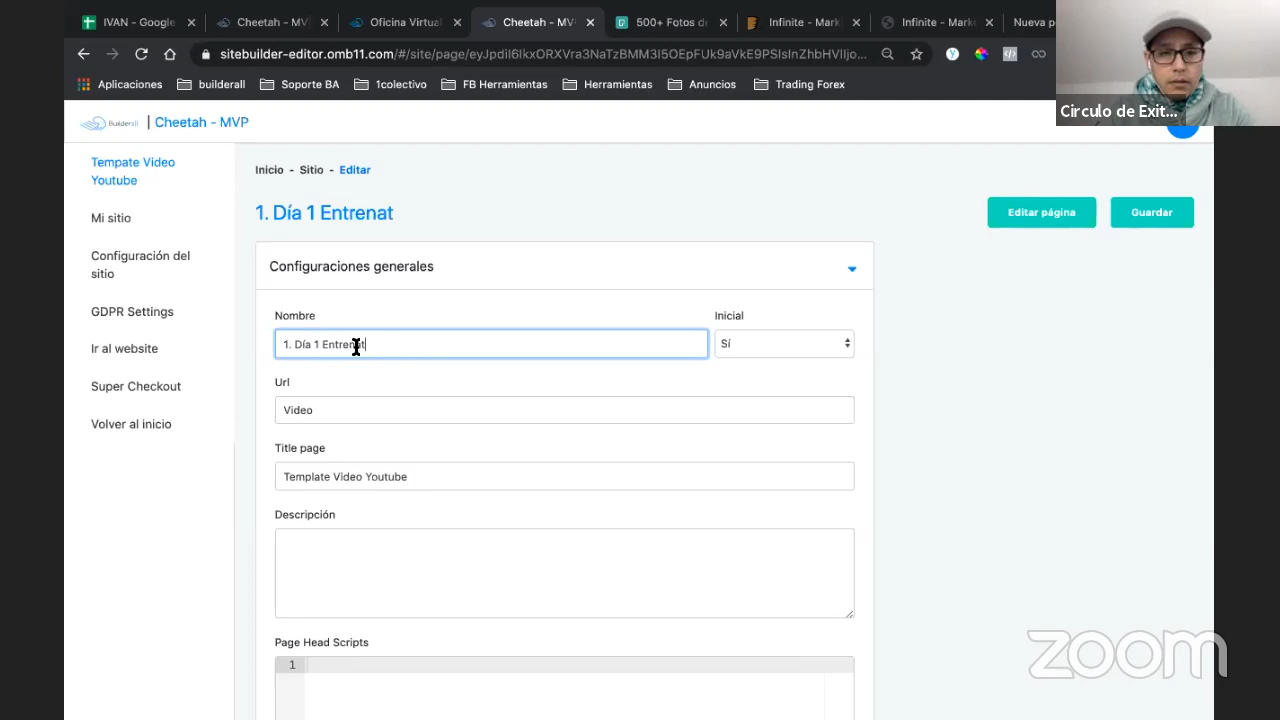 IVAN - Google
Cheetah - MV
Oficina Virtual
Cheetah - MV
500+ Fotos de
Infinite - Mark
Infinite - Mark
Nueva p
sitebuilder-editor.omb11.com/#/site/page/eyJpdiI6IkxORXVra3NaTzBMM3I5OEpFUk9aVkE9PSIsInZhbHVlIjo...
Aplicaciones
builderall
Soporte BA
1colectivo
FB Herramientas
Herramientas
Anuncios
Trading Forex
Circulo de Exit...
Builderall | Cheetah - MVP
Tempate Video
Youtube
Mi sitio
Configuración del
sitio
GDPR Settings
Ir al website
Super Checkout
Volver al inicio
Inicio - Sitio - Editar
1. Día 1 Entrenat
Editar página
Guardar
Configuraciones generales
Nombre
Inicial
1. Día 1 Entrenat
Sí
Url
Video
Title page
Template Video Youtube
Descripción
Page Head Scripts
1
zoom